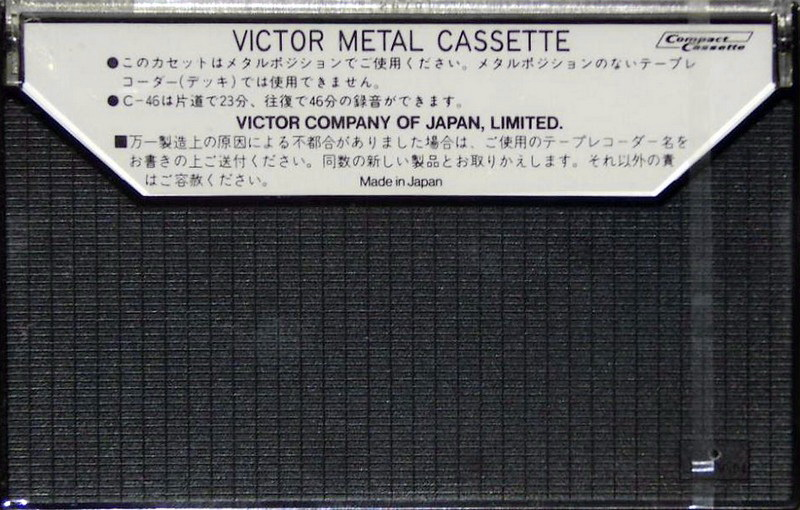 VICTOR METAL CASSETTE
Compact
Cassette
●このカセットはメタルポジションでご使用ください。メタルポジションのないテープレ
コーダー(デッキ)では使用できません。
●C-46は片道で23分、往復で46分の録音ができます。
VICTOR COMPANY OF JAPAN, LIMITED.
■万一製造上の原因による不都合がありました場合は、ご使用のテープレコーダー名を
お書きの上ご送付ください。同数の新しい製品とお取りかえします。それ以外の責
はご容赦ください。
Made in Japan